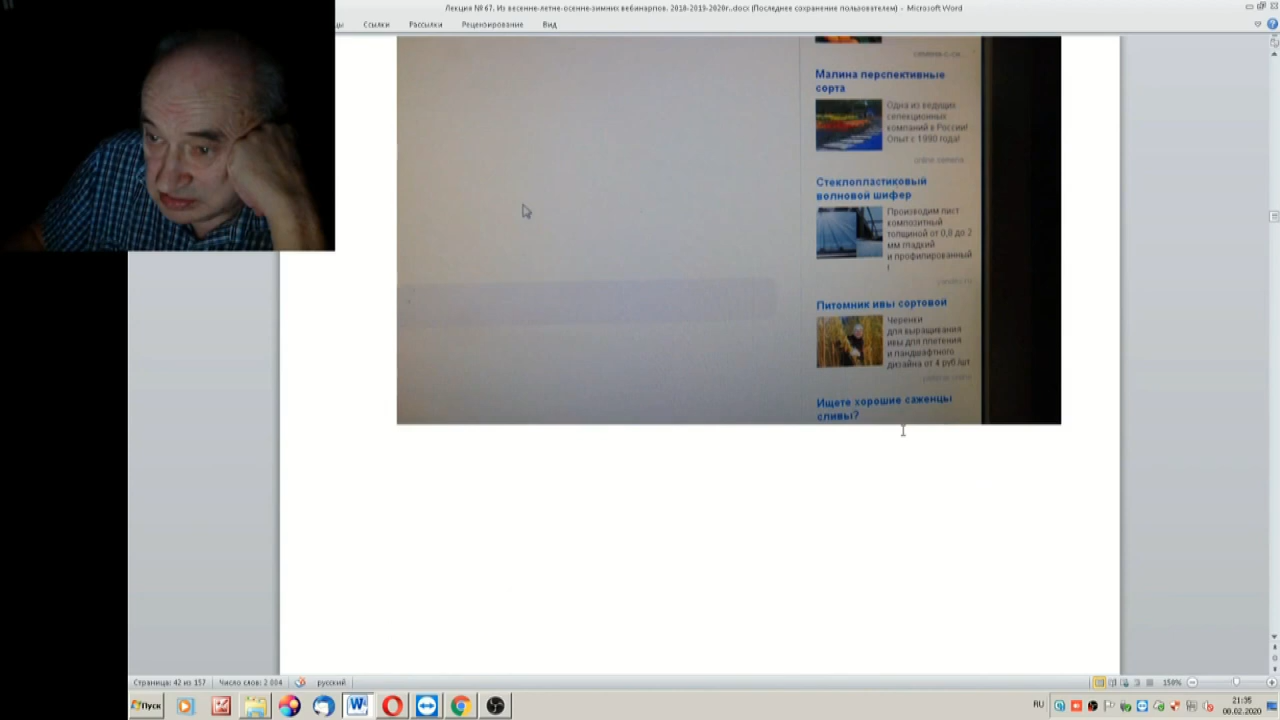 Лекция №67. Из весенне-летне-осенне-зимних вебинаров. 2018-2019-2020г..docx (Последнее сохранение пользователем) - Microsoft Word
Ссылки
Рассылки
Рецензирование
Вид
Малина перспективные
сорта
Одна из ведущих
селекционных
компаний в России!
Опыт с 1990 года!
Стеклопластиковый
волновой шифер
Производим лист
композитный
толщиной от 0,8 до 2
мм гладкий
и профилированный
!
Питомник ивы сортовой
Черенки
для выращивания
ивы для плетения
и ландшафтного
дизайна от 4 руб./шт
Ищете хорошие саженцы
сливы?
Страница: 42 из 157
Число слов: 2 004
русский
150%
Пуск
RU
21:35
08.02.2020